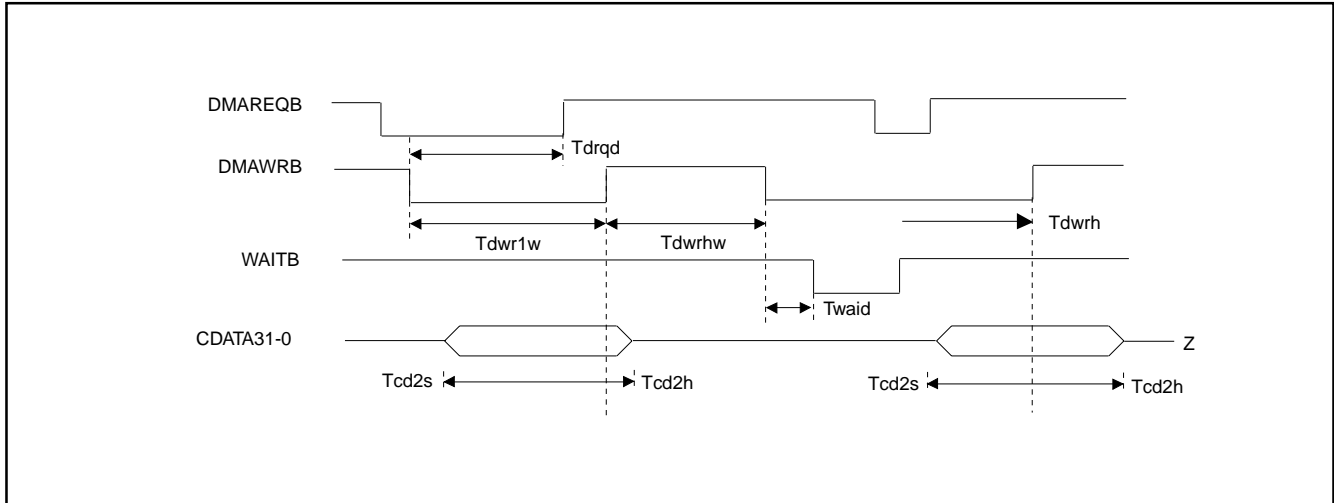 DMAREQB
Tdrqd
DMAWRB
Tdwr1w
Tdwrhw
Tdwrh
WAITB
Twaid
CDATA31-0
Z
Tcd2s
Tcd2h
Tcd2s
Tcd2h